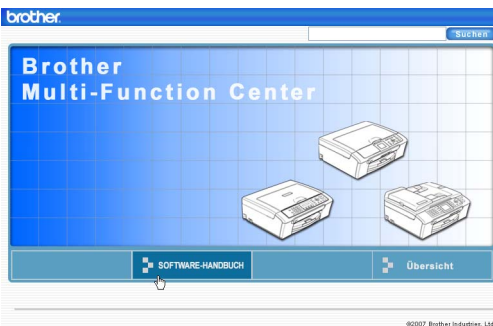 brother.
Suchen
Brother
Multi-Function Center
SOFTWARE-HANDBUCH
Übersicht
©2007 Brother Industries, Ltd